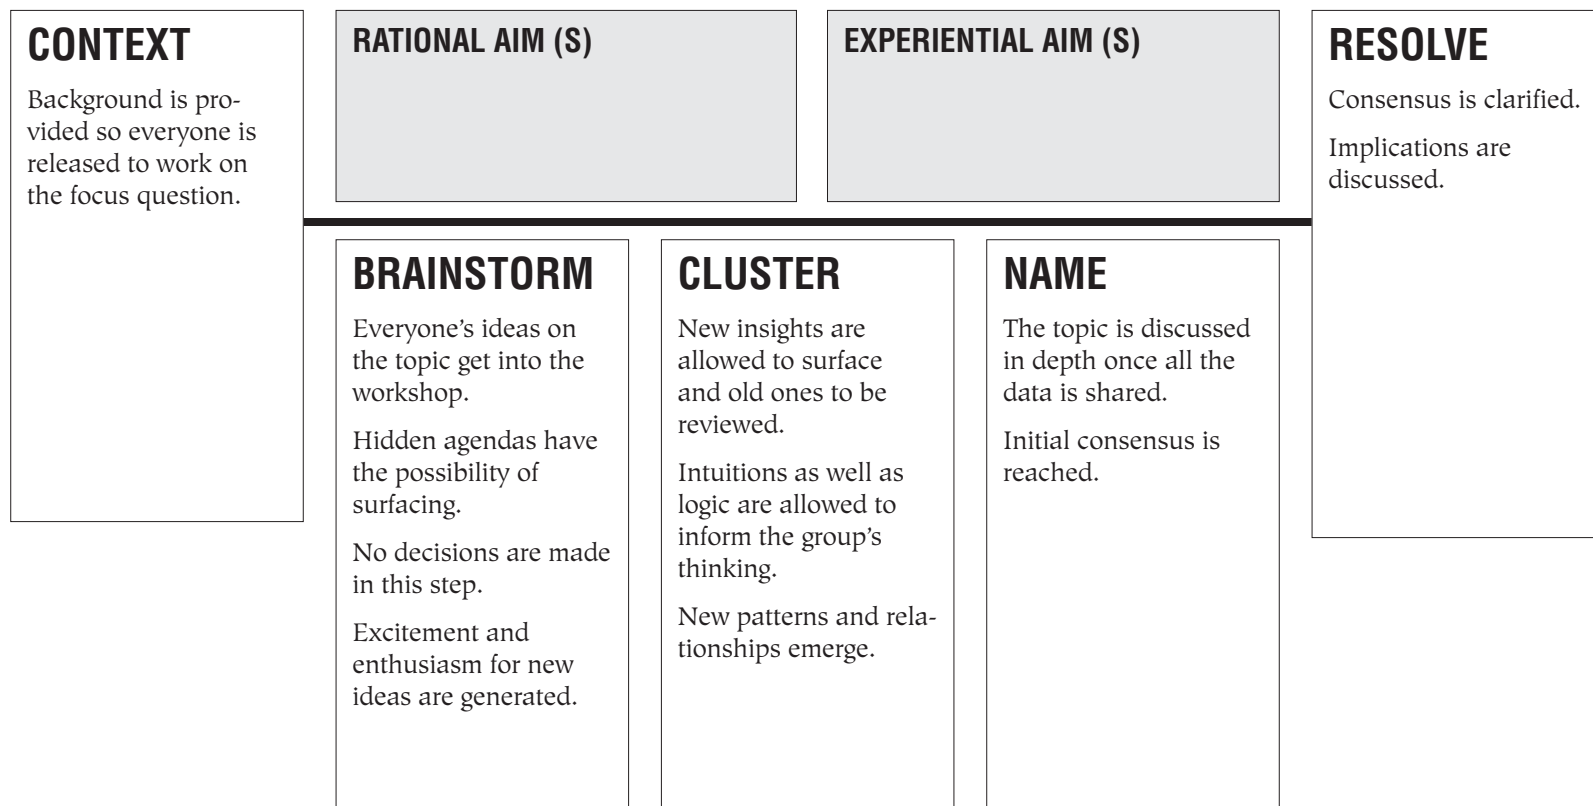 CONTEXT
Background is pro-
vided so everyone is
released to work on
the focus question.
RATIONAL AIM (S)
EXPERIENTIAL AIM (S)
RESOLVE
Consensus is clarified.
Implications are
discussed.
BRAINSTORM
Everyone’s ideas on
the topic get into the
workshop.
Hidden agendas have
the possibility of
surfacing.
No decisions are made
in this step.
Excitement and
enthusiasm for new
ideas are generated.
CLUSTER
New insights are
allowed to surface
and old ones to be
reviewed.
Intuitions as well as
logic are allowed to
inform the group’s
thinking.
New patterns and rela-
tionships emerge.
NAME
The topic is discussed
in depth once all the
data is shared.
Initial consensus is
reached.